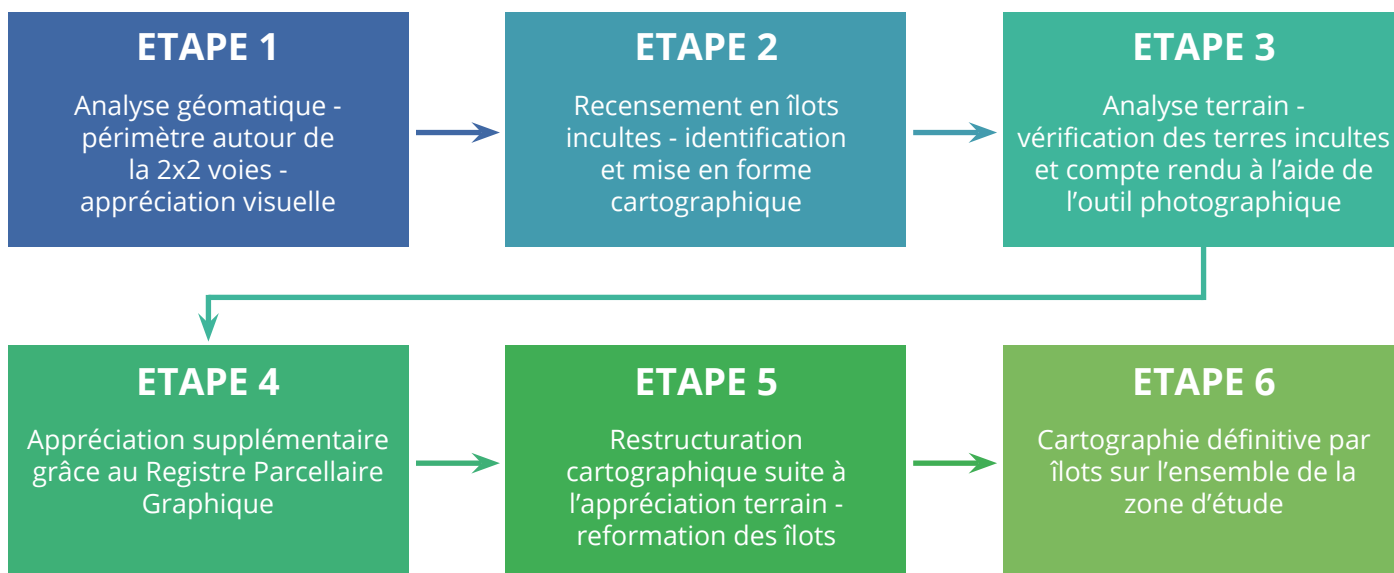 ETAPE 1
Analyse géomatique -
périmètre autour de
la 2x2 voies -
appréciation visuelle
ETAPE 2
Recensement en îlots
incultes - identification
et mise en forme
cartographique
ETAPE 3
Analyse terrain -
vérification des terres incultes
et compte rendu à l’aide de
l’outil photographique
ETAPE 4
Appréciation supplémentaire
grâce au Registre Parcellaire
Graphique
ETAPE 5
Restructuration
cartographique suite à
l’appréciation terrain -
reformation des îlots
ETAPE 6
Cartographie définitive par
îlots sur l’ensemble de la
zone d’étude